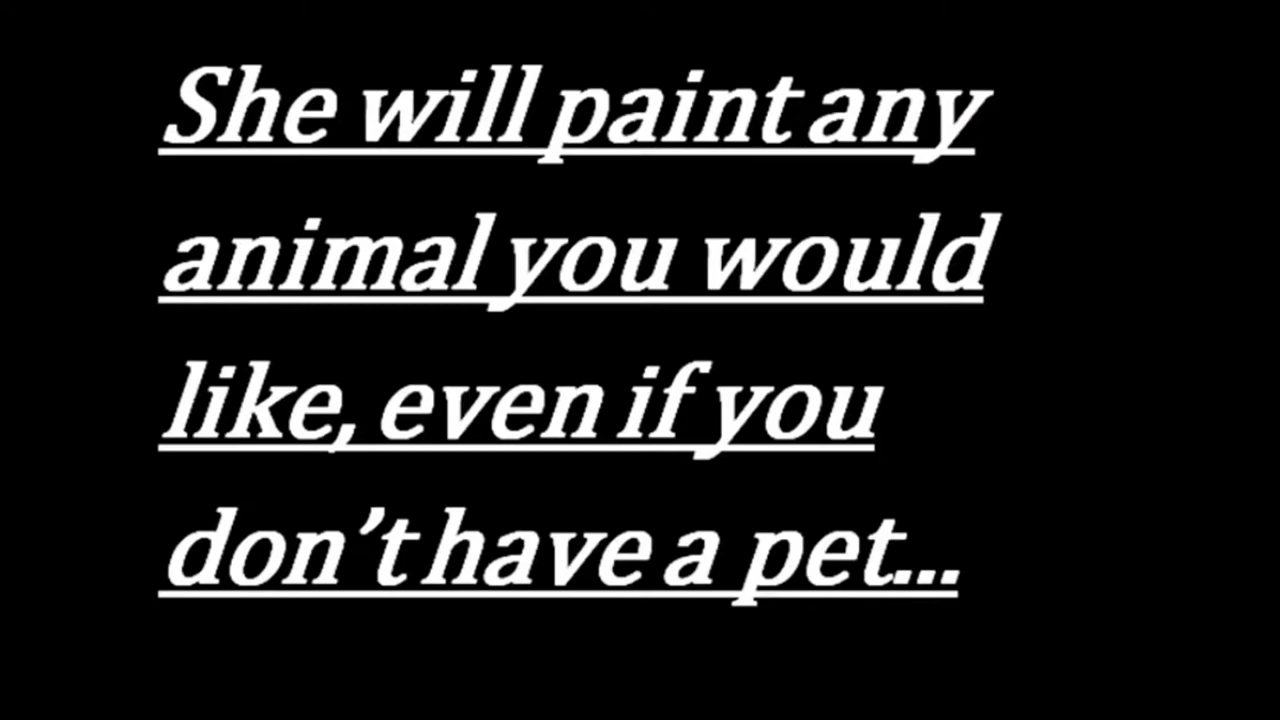 She will paint any
animal you would
like, even if you
don’t have a pet...